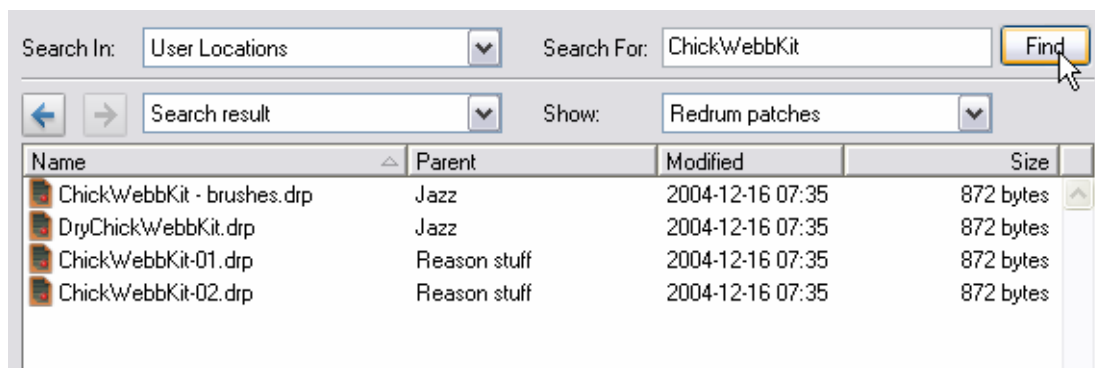 Search In: User Locations Search For: ChickWebbKit Find
Search result Show: Redrum patches
Name Parent Modified Size
ChickWebbKit - brushes.drp Jazz 2004-12-16 07:35 872 bytes
DryChickWebbKit.drp Jazz 2004-12-16 07:35 872 bytes
ChickWebbKit-01.drp Reason stuff 2004-12-16 07:35 872 bytes
ChickWebbKit-02.drp Reason stuff 2004-12-16 07:35 872 bytes